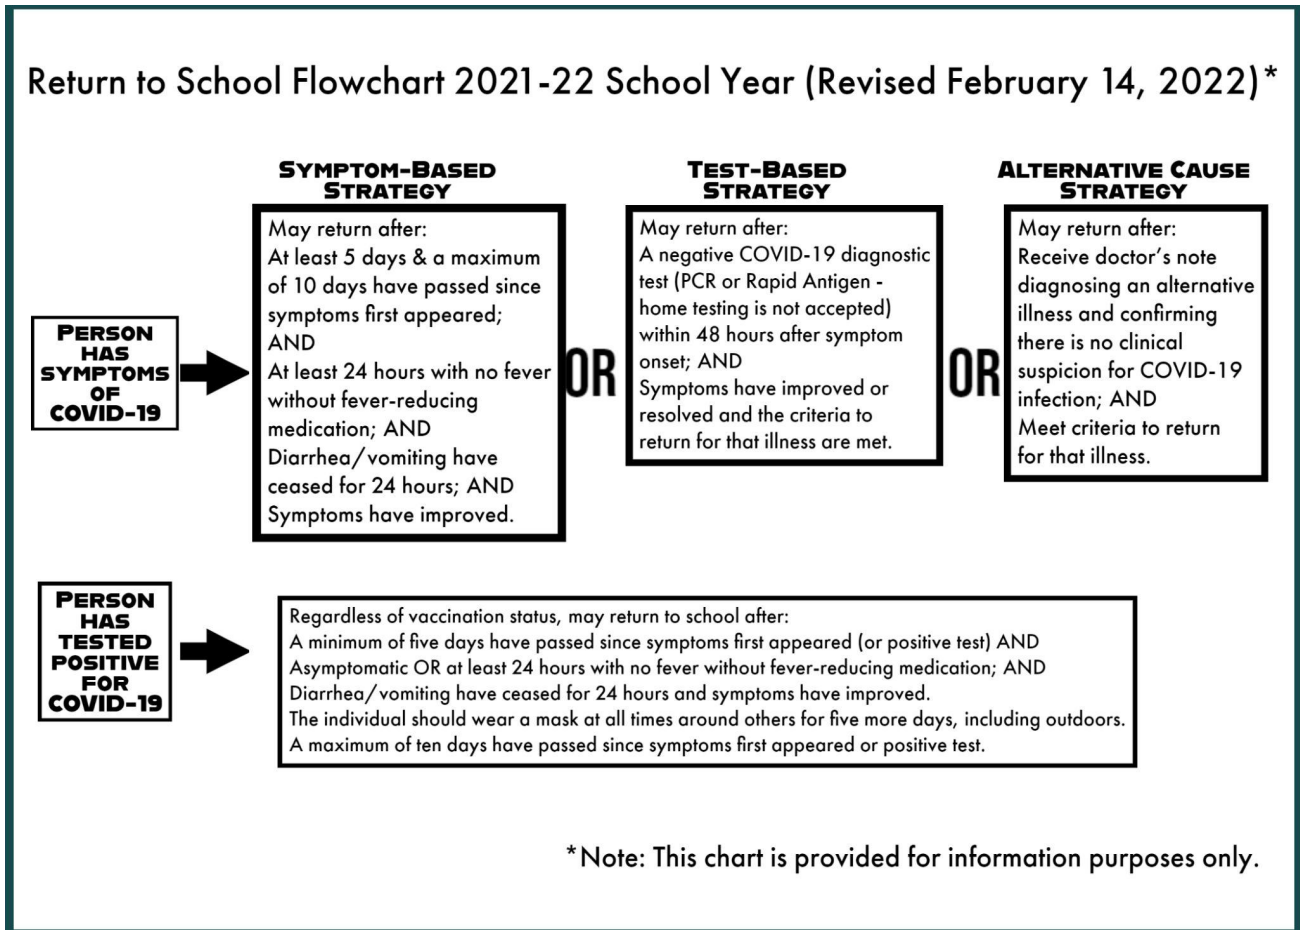 Return to School Flowchart 2021-22 School Year (Revised February 14, 2022)*
PERSON
HAS
SYMPTOMS
OF
COVID-19
SYMPTOM-BASED
STRATEGY
May return after:
At least 5 days & a maximum
of 10 days have passed since
symptoms first appeared;
AND
At least 24 hours with no fever
without fever-reducing
medication; AND
Diarrhea/vomiting have
ceased for 24 hours; AND
Symptoms have improved.
OR
TEST-BASED
STRATEGY
May return after:
A negative COVID-19 diagnostic
test (PCR or Rapid Antigen -
home testing is not accepted)
within 48 hours after symptom
onset; AND
Symptoms have improved or
resolved and the criteria to
return for that illness are met.
OR
ALTERNATIVE CAUSE
STRATEGY
May return after:
Receive doctor's note
diagnosing an alternative
illness and confirming
there is no clinical
suspicion for COVID-19
infection; AND
Meet criteria to return
for that illness.
PERSON
HAS
TESTED
POSITIVE
FOR
COVID-19
Regardless of vaccination status, may return to school after:
A minimum of five days have passed since symptoms first appeared (or positive test) AND
Asymptomatic OR at least 24 hours with no fever without fever-reducing medication; AND
Diarrhea/vomiting have ceased for 24 hours and symptoms have improved.
The individual should wear a mask at all times around others for five more days, including outdoors.
A maximum of ten days have passed since symptoms first appeared or positive test.
*Note: This chart is provided for information purposes only.